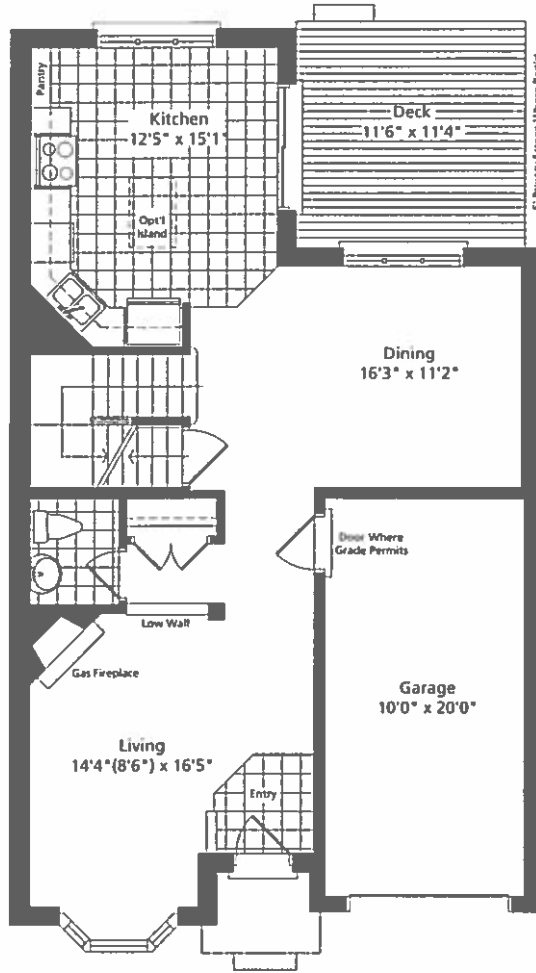 Pantry
Kitchen
12'5" x 15'1"
Opt'l
Island
Deck
11'6" x 11'4"
Dining
16'3" x 11'2"
Door Where
Grade Permits
Low Wall
Gas Fireplace
Garage
10'0" x 20'0"
Living
14'4"(8'6") x 16'5"
Entry